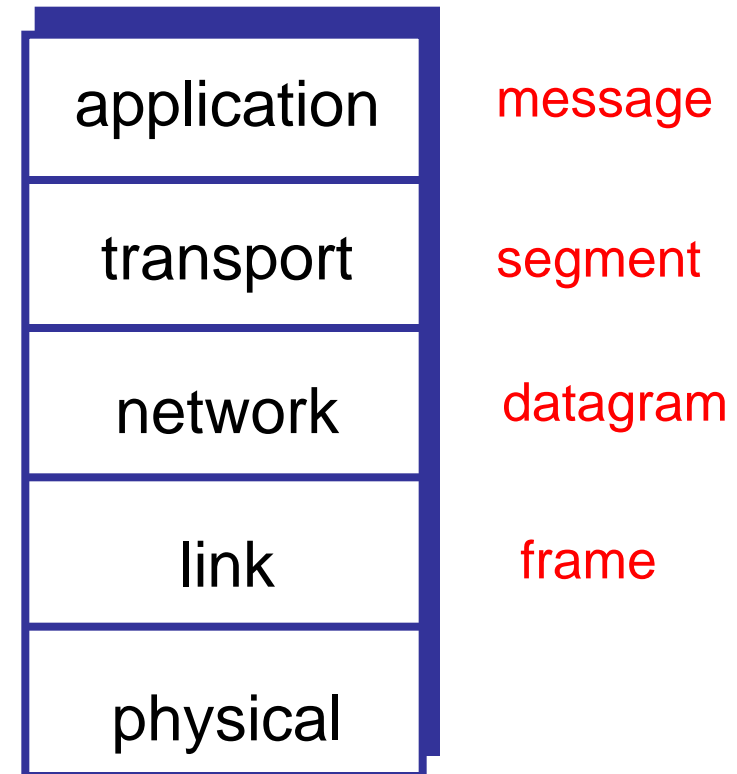 application message
transport segment
network datagram
link frame
physical